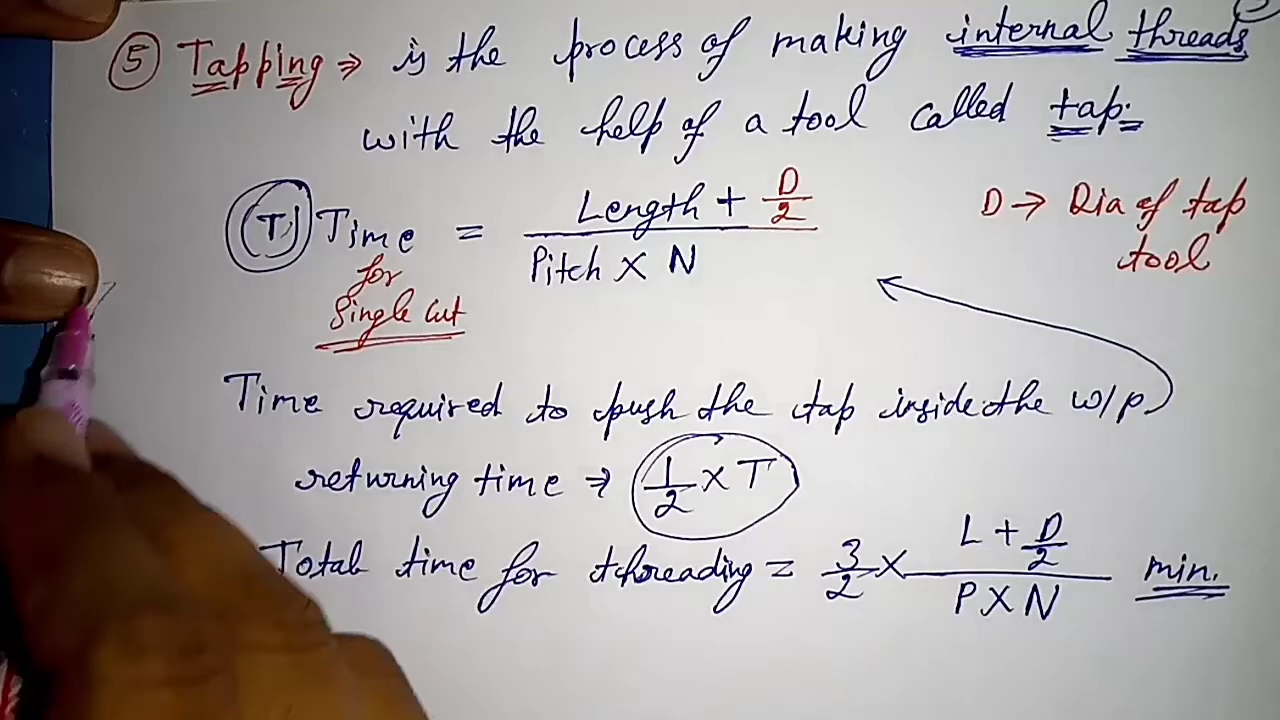 ⑤ Tapping ⇒ is the process of making internal threads
with the help of a tool called tap.
(T) Time = (Length + D/2) / (Pitch X N)
D → Dia of tap
tool
for
Single cut
Time required to push the tap inside the w/p
returning time ⇒ 1/2 x T
Total time for threading = 3/2 x (L + D/2) / (P X N) min.